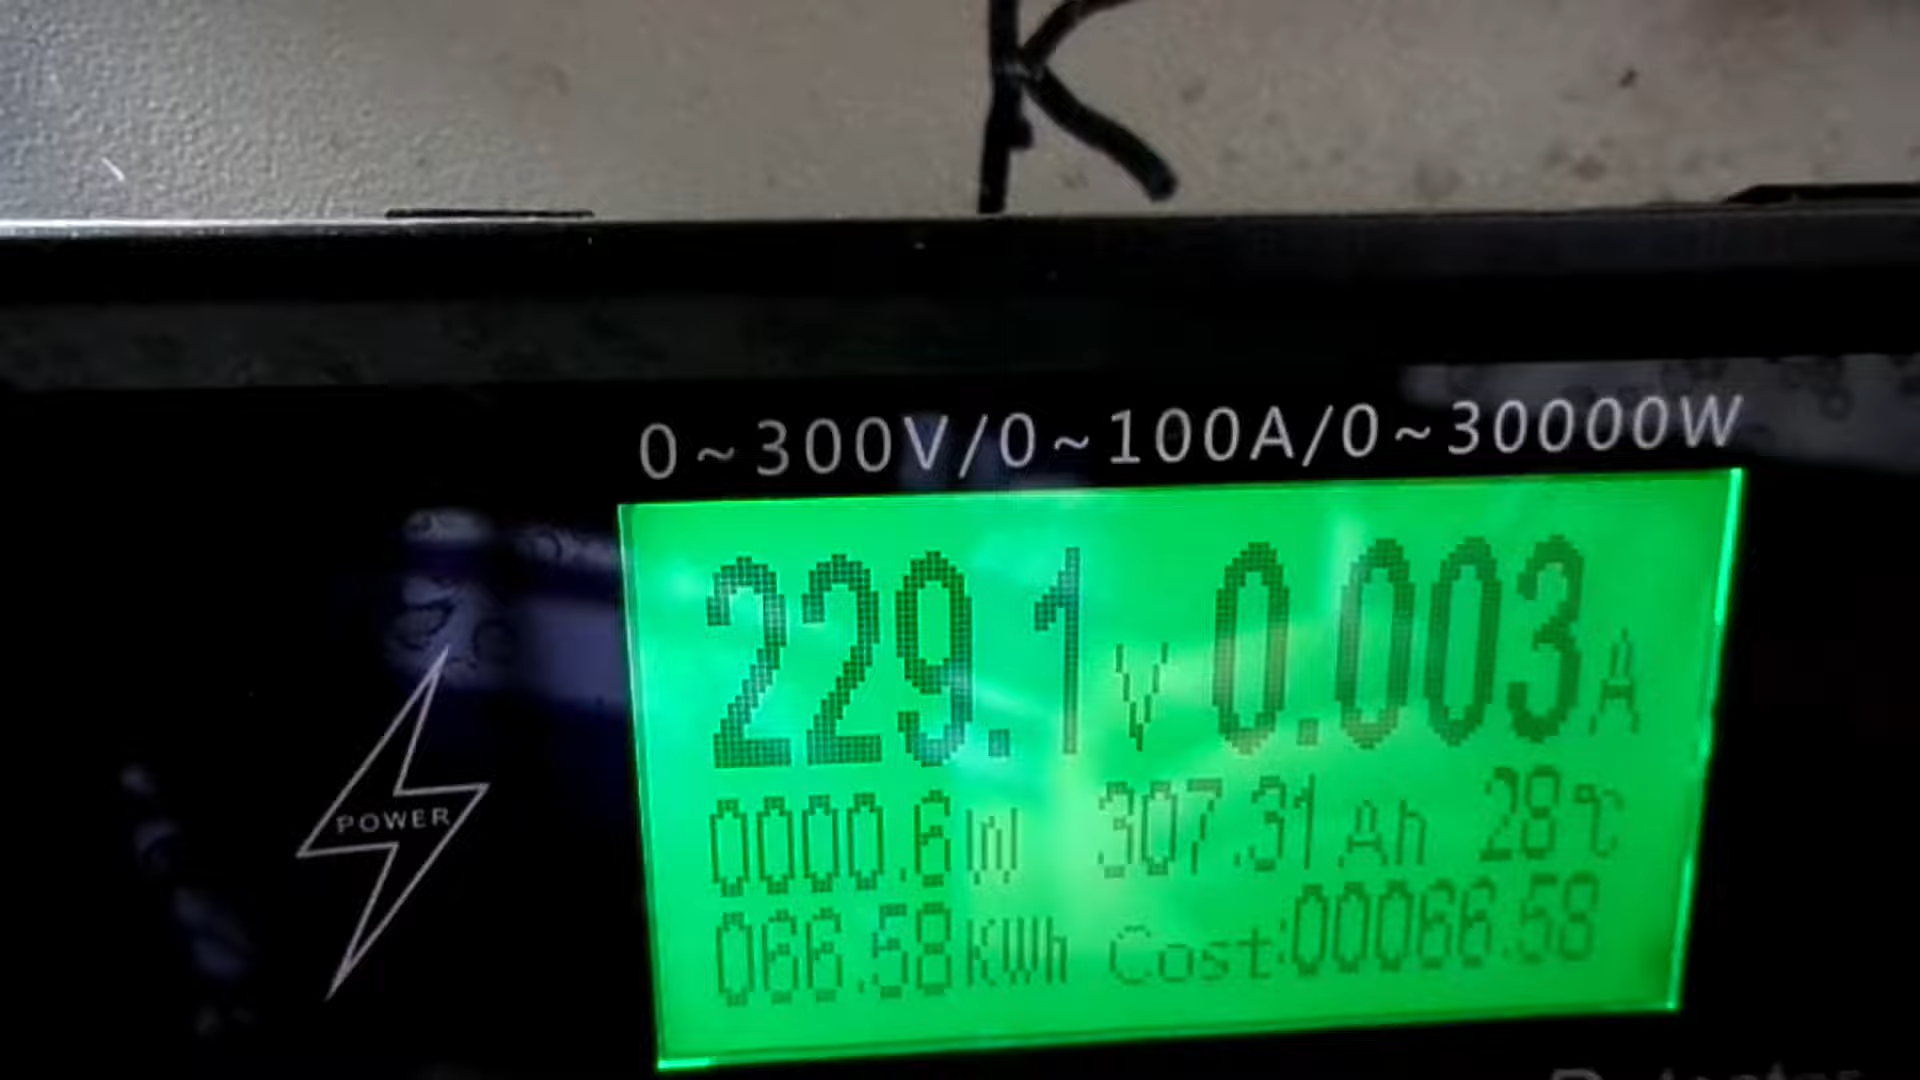 K
0~300V/0~100A/0~30000W
229.1V 0.003A
0000.6W 307.31Ah 28℃
POWER
066.58KWh Cost:00066.58